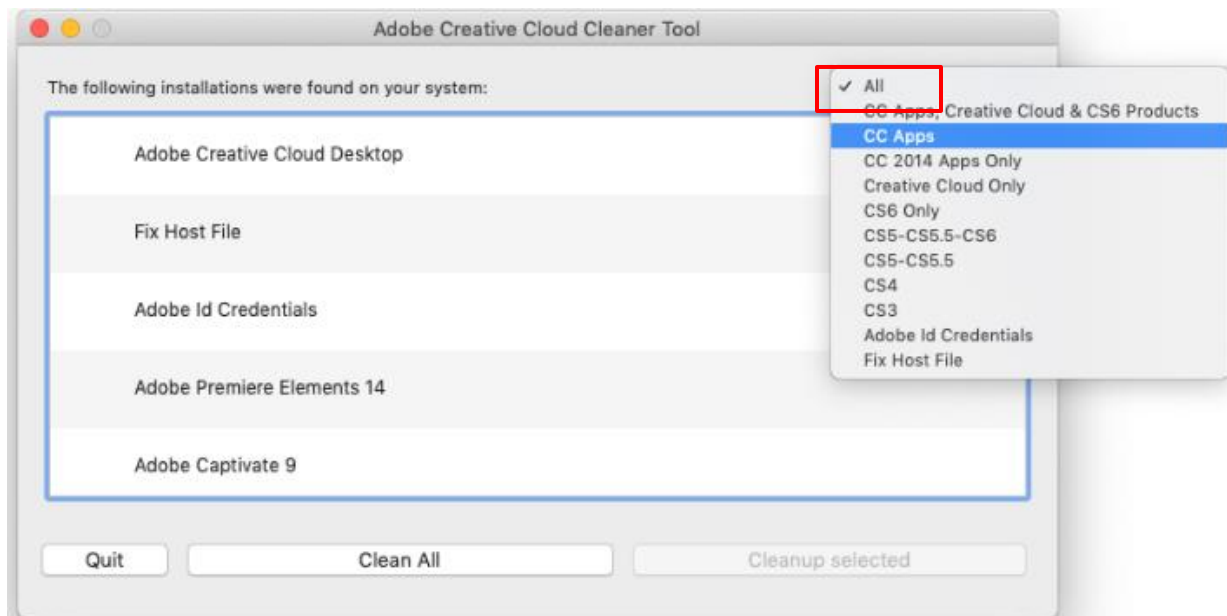 Adobe Creative Cloud Cleaner Tool
The following installations were found on your system:
✓ All
CC Apps, Creative Cloud & CS6 Products
CC Apps
CC 2014 Apps Only
Creative Cloud Only
CS6 Only
CS5-CS5.5-CS6
CS5-CS5.5
CS4
CS3
Adobe Id Credentials
Fix Host File
Adobe Creative Cloud Desktop
Fix Host File
Adobe Id Credentials
Adobe Premiere Elements 14
Adobe Captivate 9
Quit
Clean All
Cleanup selected